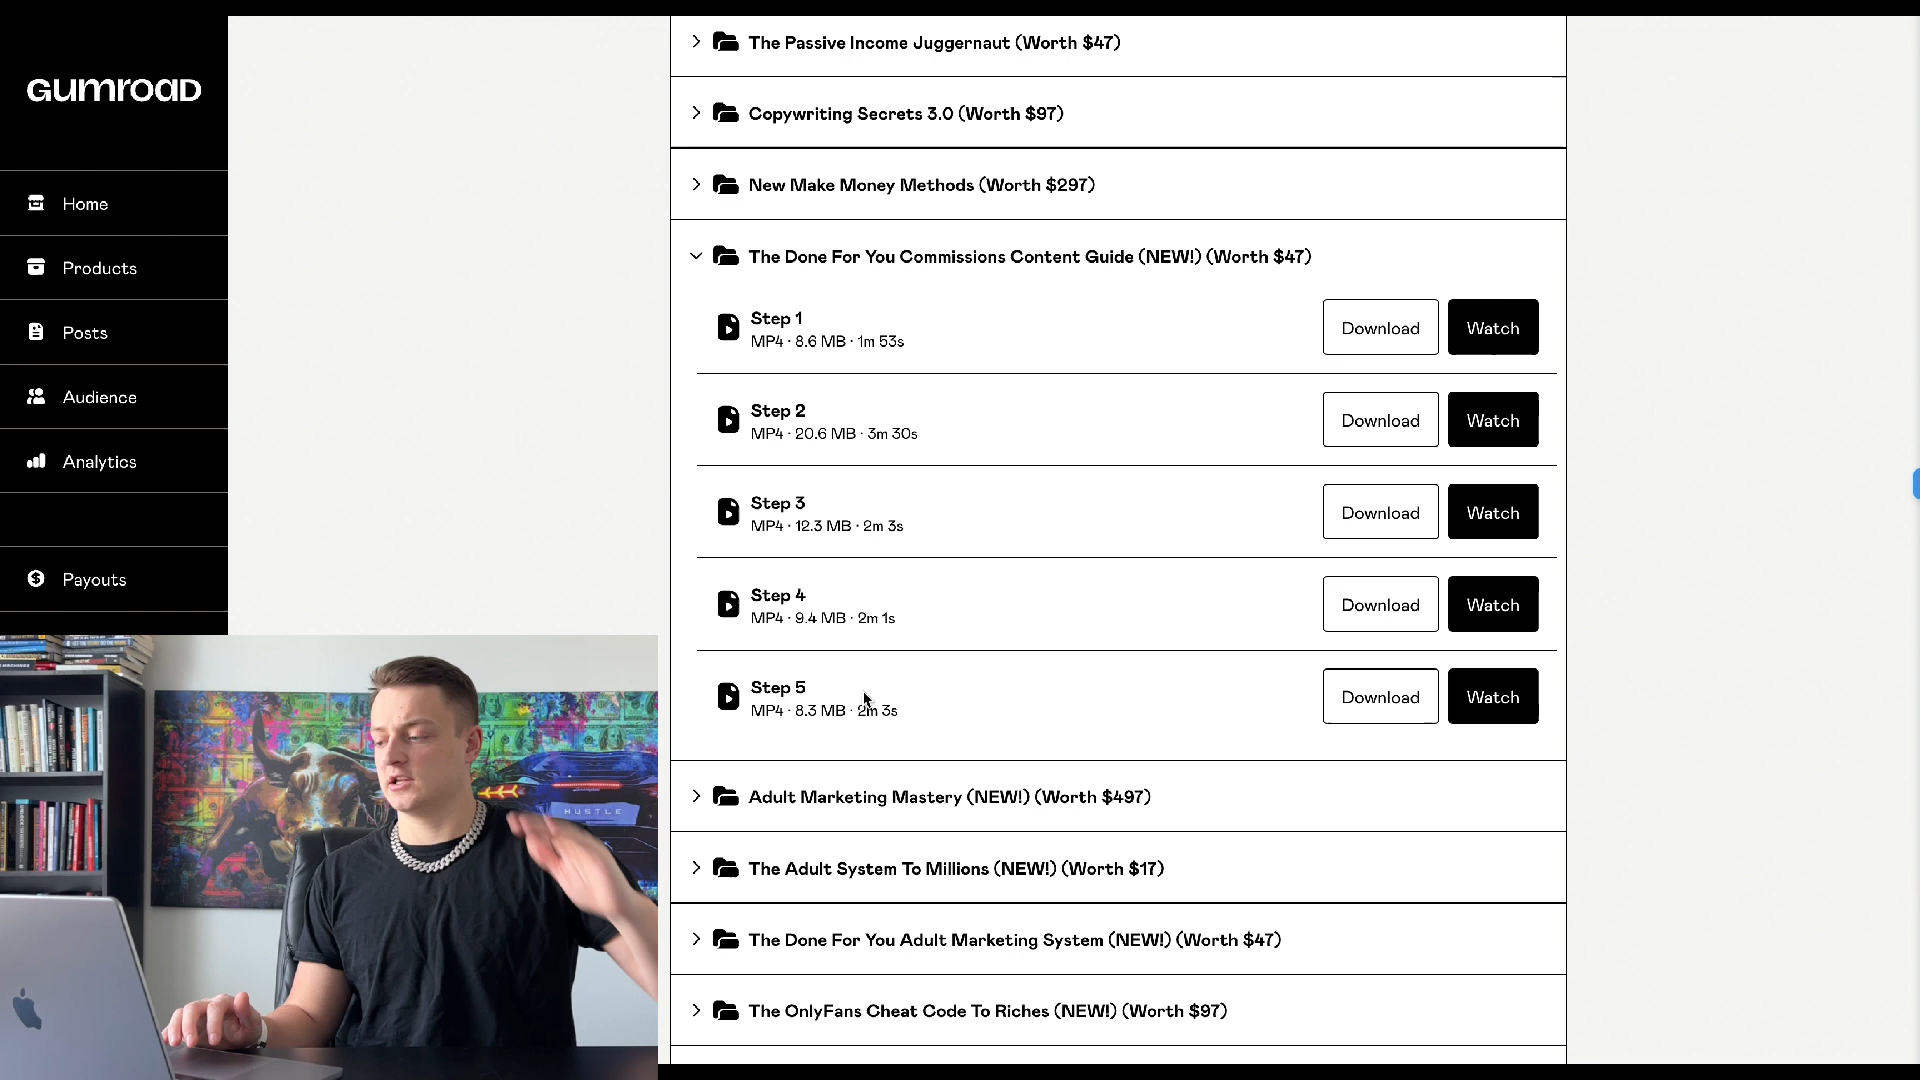 GUMROAD
Home
Products
Posts
Audience
Analytics
Payouts
The Passive Income Juggernaut (Worth $47)
Copywriting Secrets 3.0 (Worth $97)
New Make Money Methods (Worth $297)
The Done For You Commissions Content Guide (NEW!) (Worth $47)
Step 1
MP4 · 8.6 MB · 1m 53s
Download Watch
Step 2
MP4 · 20.6 MB · 3m 30s
Download Watch
Step 3
MP4 · 12.3 MB · 2m 3s
Download Watch
Step 4
MP4 · 9.4 MB · 2m 1s
Download Watch
Step 5
MP4 · 8.3 MB · 2m 3s
Download Watch
Adult Marketing Mastery (NEW!) (Worth $497)
The Adult System To Millions (NEW!) (Worth $17)
The Done For You Adult Marketing System (NEW!) (Worth $47)
The OnlyFans Cheat Code To Riches (NEW!) (Worth $97)
HUSTLE